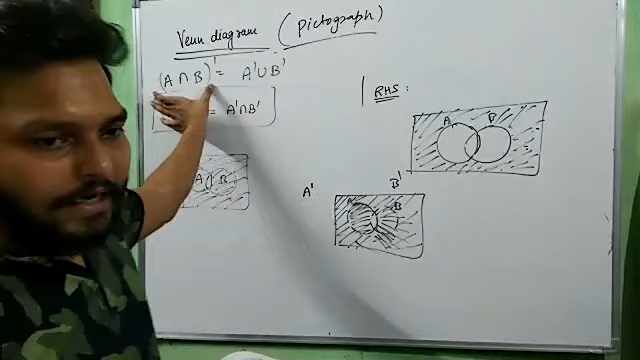 Venn diagram (Pictograph)
(A ∩ B)' = A'∪B'
= A'∩B'
RHS :
A B
A B
A' B'
A B